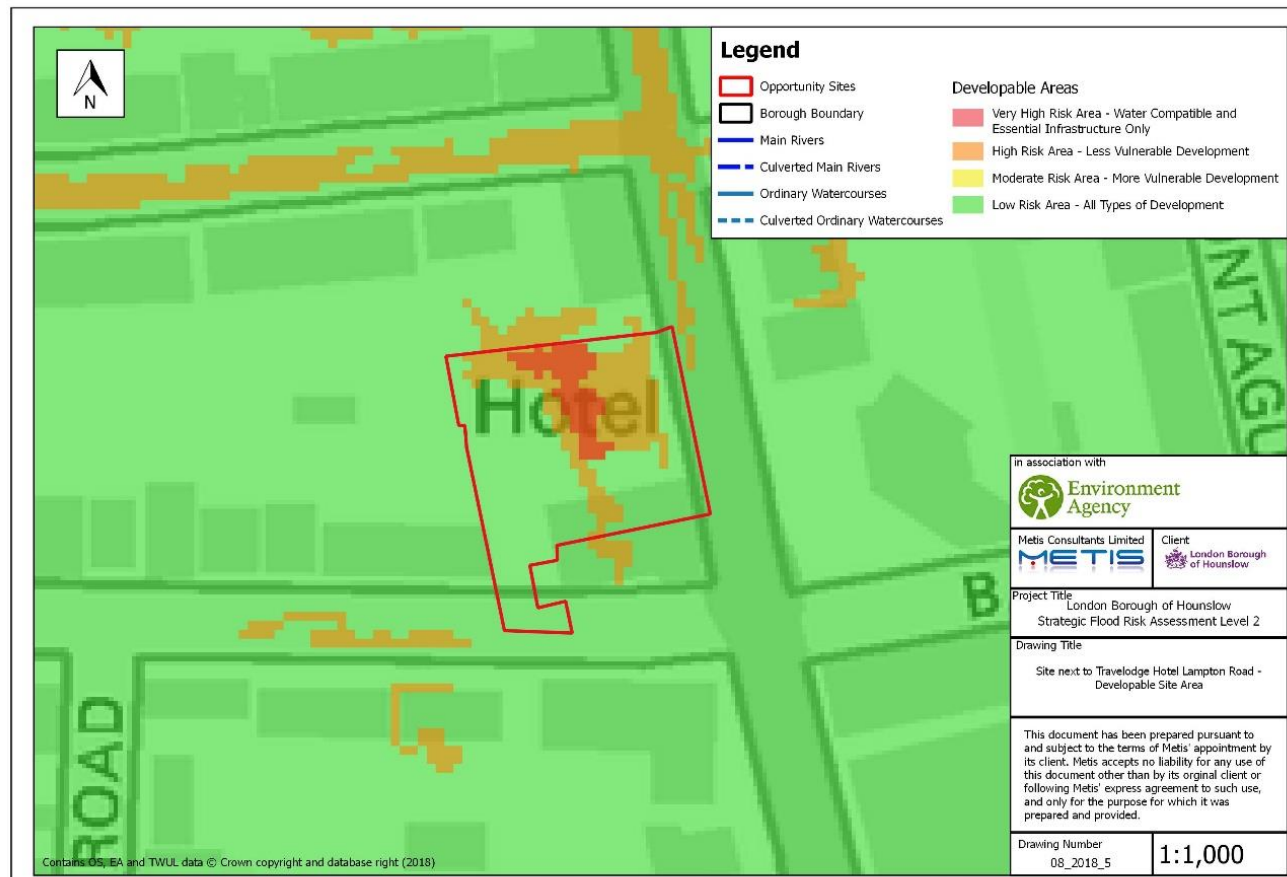 N
Legend
Opportunity Sites
Borough Boundary
Main Rivers
Culverted Main Rivers
Ordinary Watercourses
Culverted Ordinary Watercourses
Developable Areas
Very High Risk Area - Water Compatible and
Essential Infrastructure Only
High Risk Area - Less Vulnerable Development
Moderate Risk Area - More Vulnerable Development
Low Risk Area - All Types of Development
Hotel
NTAGU
B
ROAD
in association with
Environment
Agency
Metis Consultants Limited
METIS
Client
London Borough
of Hounslow
Project Title
London Borough of Hounslow
Strategic Flood Risk Assessment Level 2
Drawing Title
Site next to Travelodge Hotel Lampton Road -
Developable Site Area
This document has been prepared pursuant to
and subject to the terms of Metis' appointment by
its client. Metis accepts no liability for any use of
this document other than by its orginal client or
following Metis' express agreement to such use,
and only for the purpose for which it was
prepared and provided.
Drawing Number
08_2018_5
1:1,000
Contains OS, EA and TWUL data © Crown copyright and database right (2018)